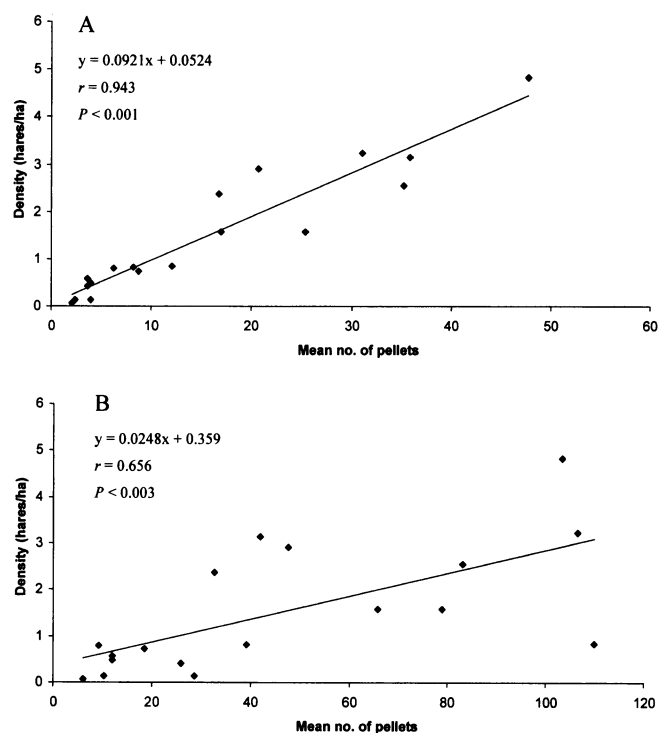 A
y = 0.0921x + 0.0524
r = 0.943
P < 0.001
6
5
4
3
2
1
0
Density (hares/ha)
0 10 20 30 40 50 60
Mean no. of pellets
B
y = 0.0248x + 0.359
r = 0.656
P < 0.003
6
5
4
3
2
1
0
Density (hares/ha)
0 20 40 60 80 100 120
Mean no. of pellets